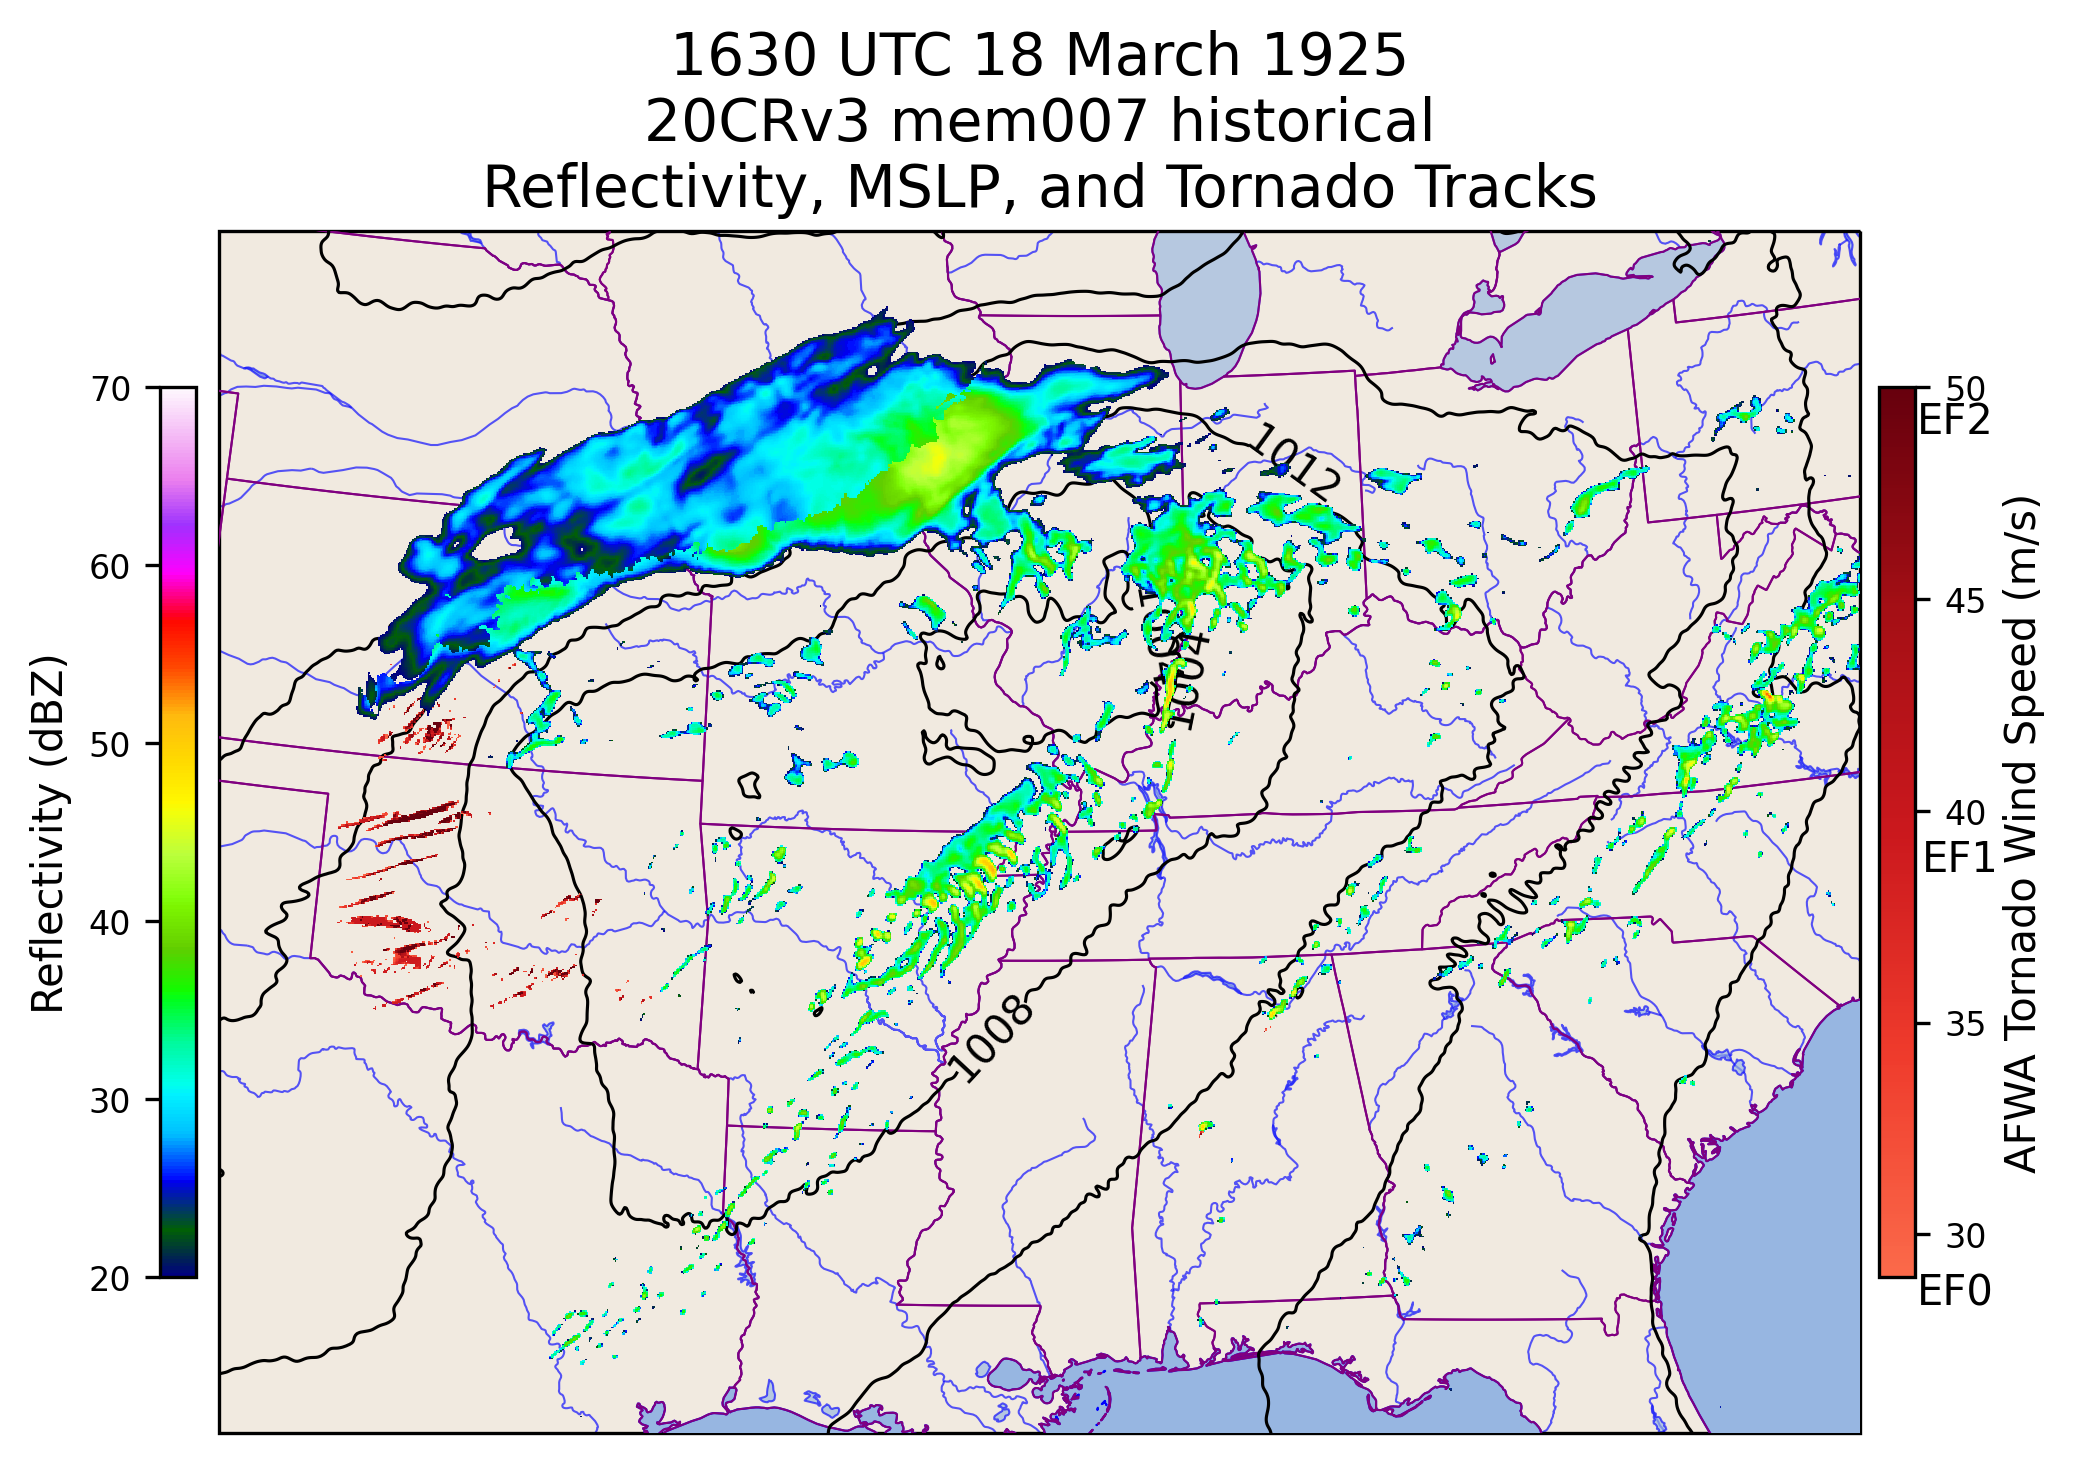 1630 UTC 18 March 1925
20CRv3 mem007 historical
Reflectivity, MSLP, and Tornado Tracks
Reflectivity (dBZ)
70
60
50
40
30
20
1012
1004
1008
50
EF2
45
40
EF1
35
30
EF0
AFWA Tornado Wind Speed (m/s)